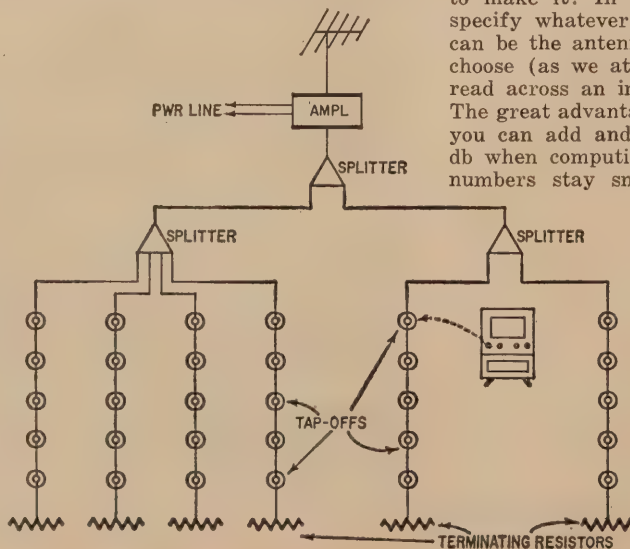 to make it. In
specify whatever
can be the anten
choose (as we at
read across an in
The great advanta
you can add and
db when computi
numbers stay sm
PWR LINE
AMPL
SPLITTER
SPLITTER
SPLITTER
TAP-OFFS
TERMINATING RESISTORS